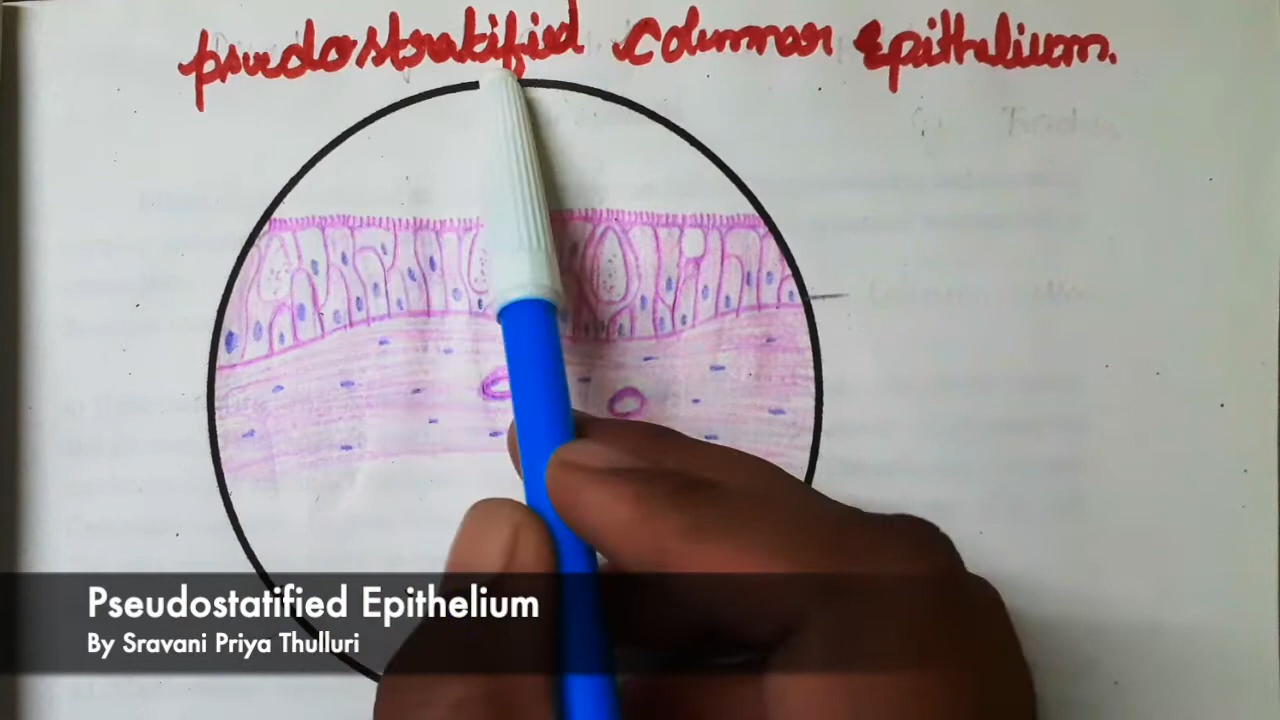 pseudostratified columnar Epithelium.
Pseudostatified Epithelium
By Sravani Priya Thulluri